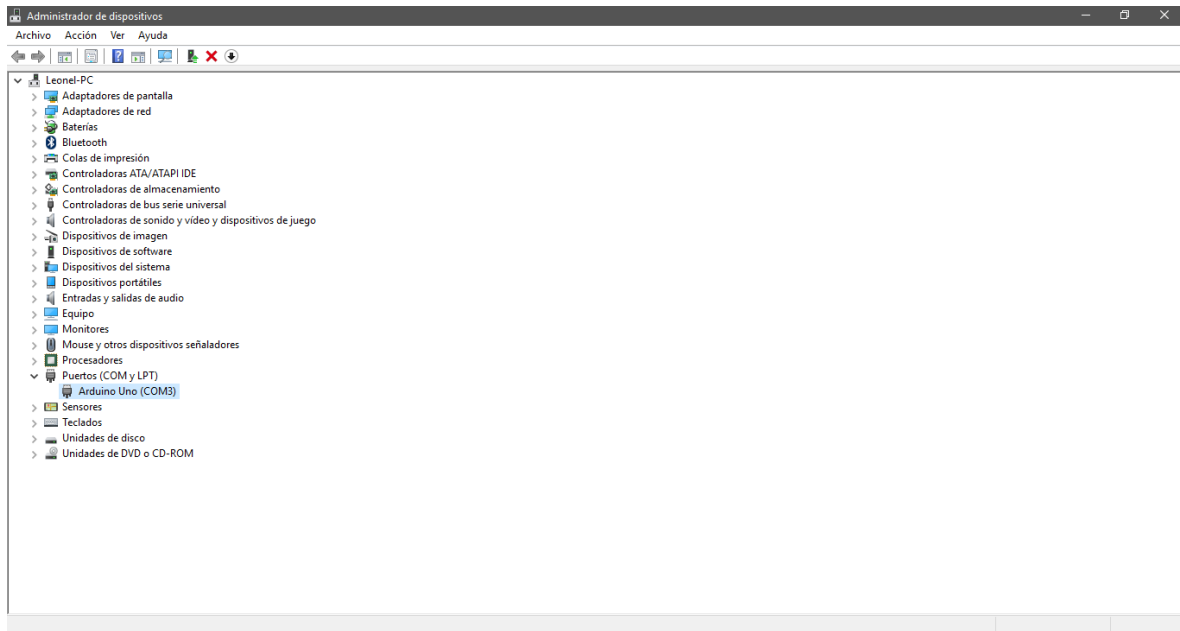 Administrador de dispositivos
Archivo Acción Ver Ayuda
Leonel-PC
Adaptadores de pantalla
Adaptadores de red
Baterías
Bluetooth
Colas de impresión
Controladoras ATA/ATAPI IDE
Controladoras de almacenamiento
Controladoras de bus serie universal
Controladoras de sonido y vídeo y dispositivos de juego
Dispositivos de imagen
Dispositivos de software
Dispositivos del sistema
Dispositivos portátiles
Entradas y salidas de audio
Equipo
Monitores
Mouse y otros dispositivos señaladores
Procesadores
Puertos (COM y LPT)
Arduino Uno (COM3)
Sensores
Teclados
Unidades de disco
Unidades de DVD o CD-ROM